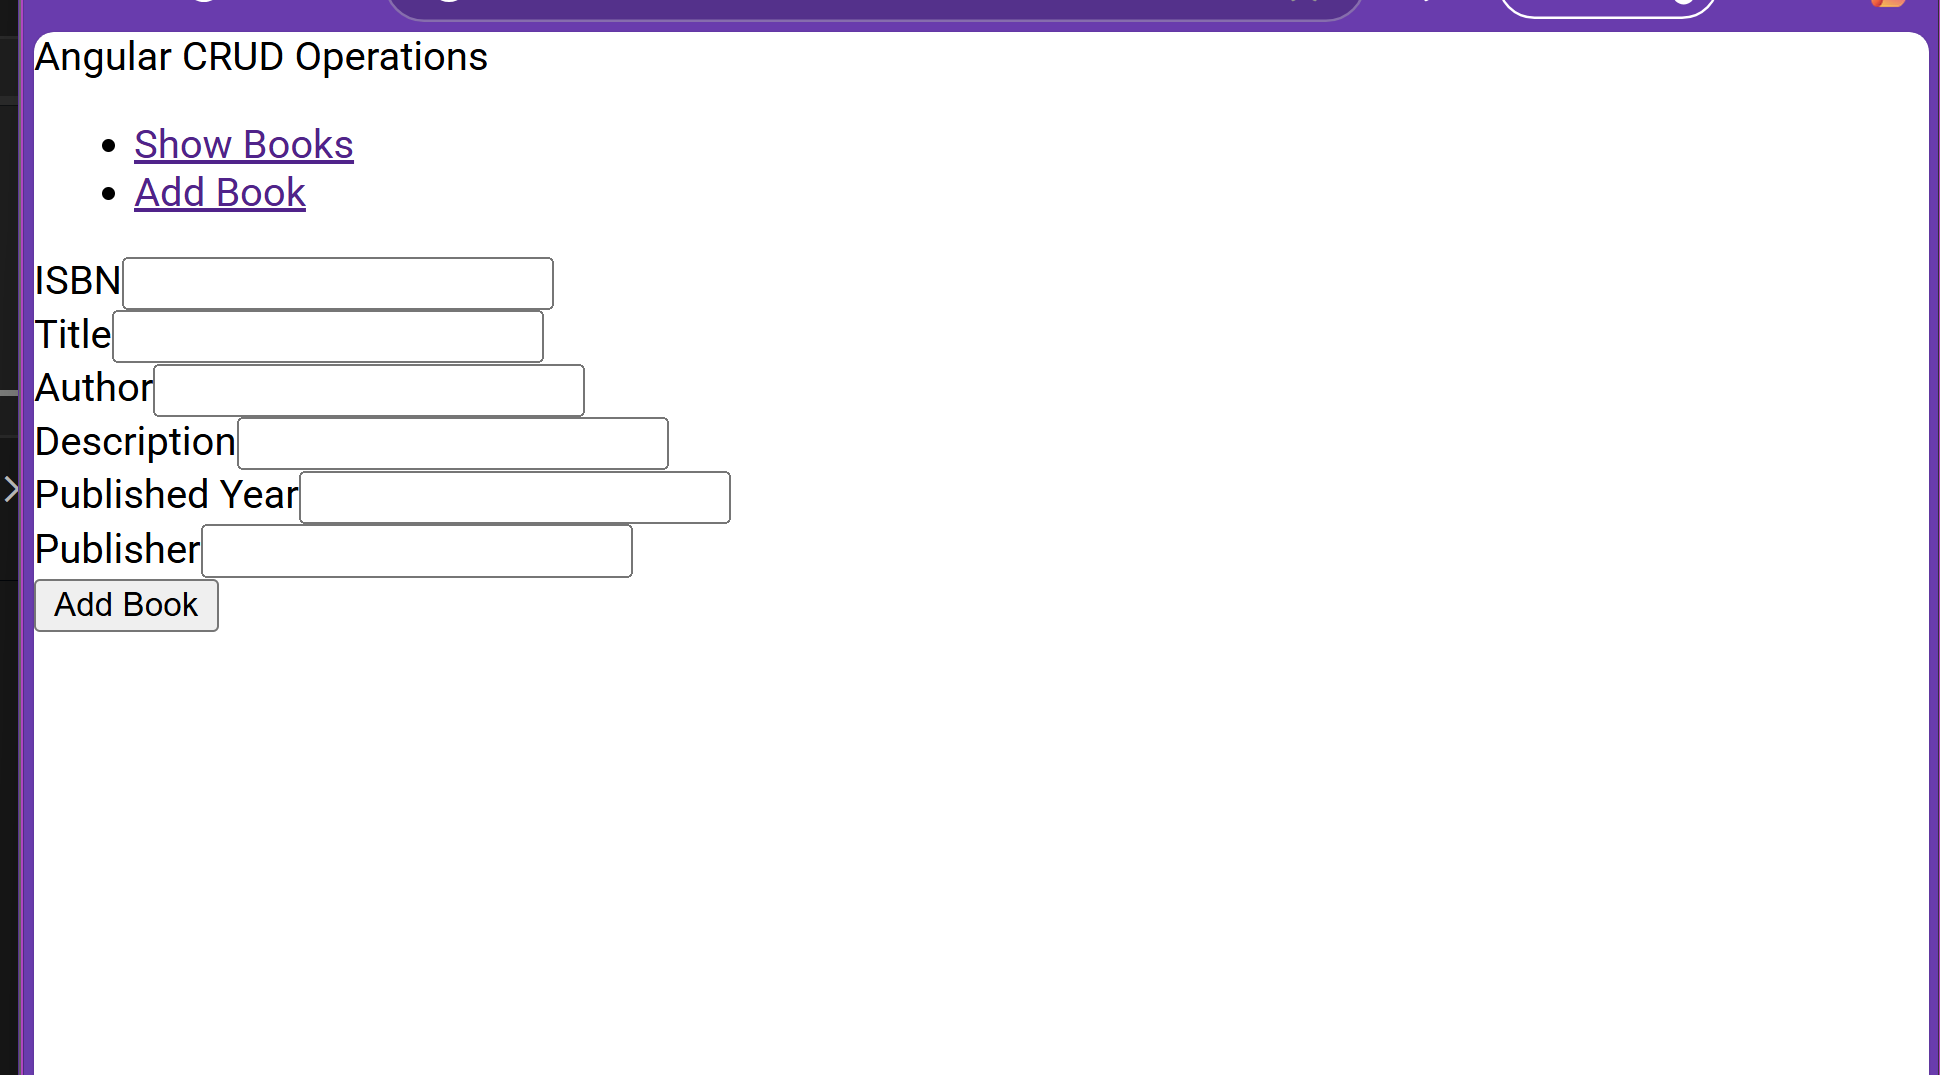 Angular CRUD Operations
Show Books
Add Book
ISBN
Title
Author
Description
Published Year
Publisher
Add Book